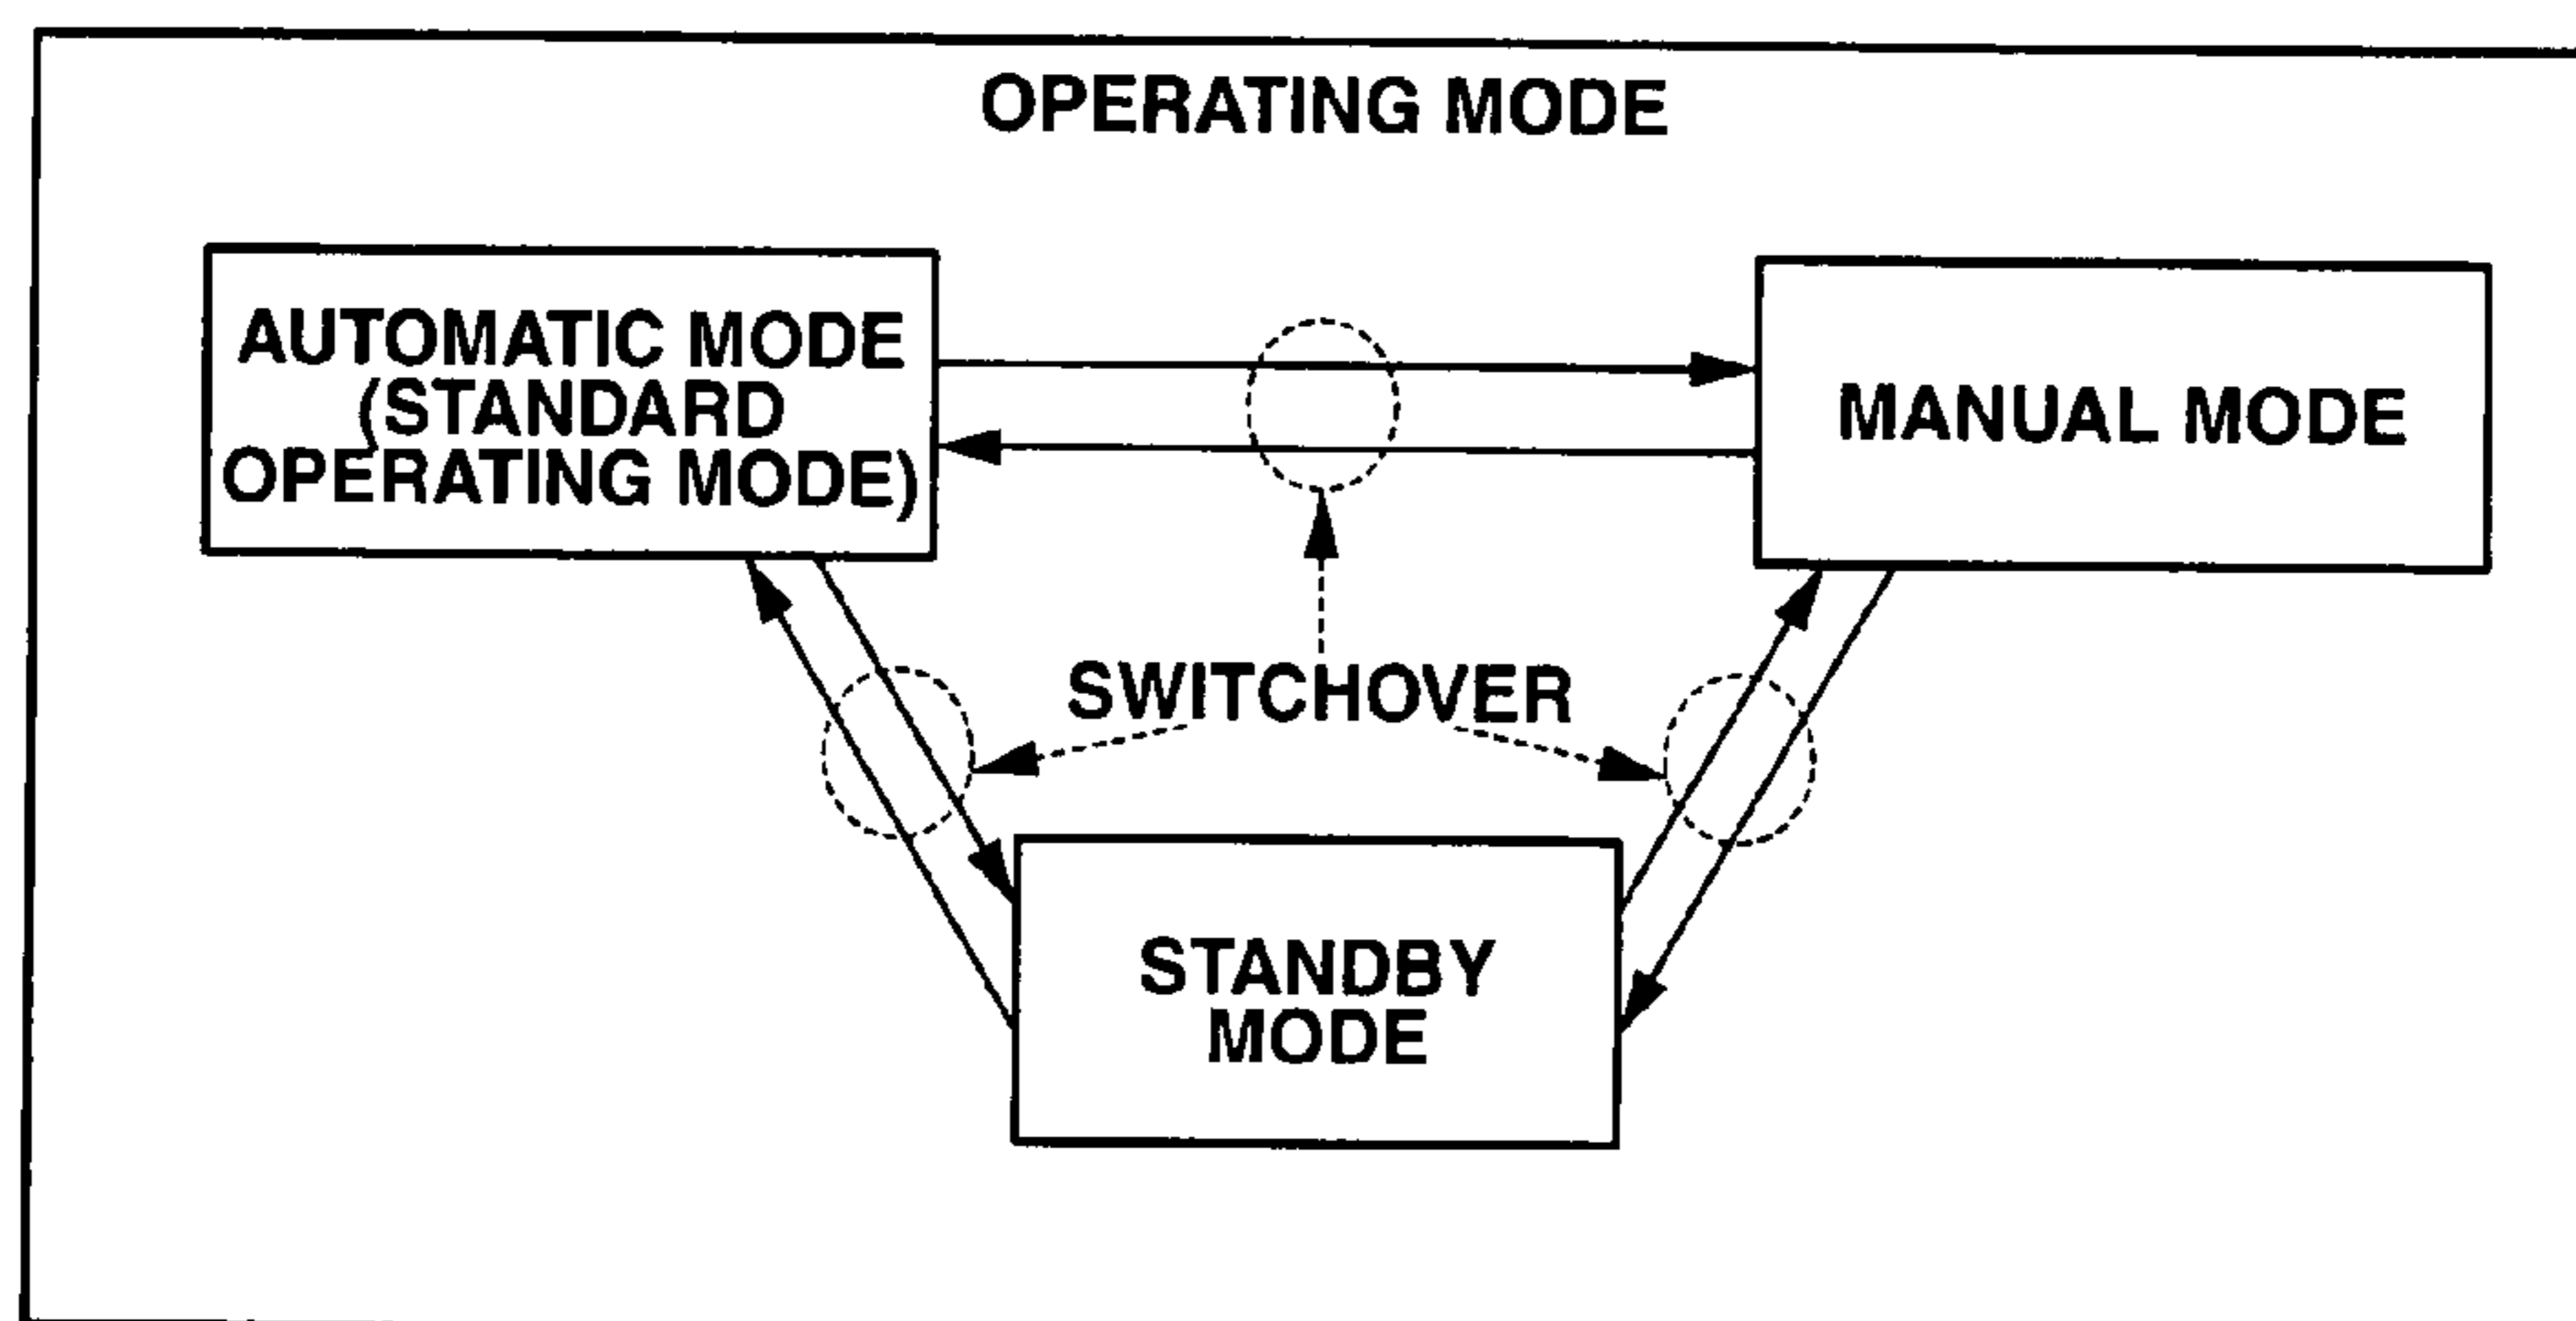 OPERATING MODE
AUTOMATIC MODE
(STANDARD
OPERATING MODE)
MANUAL MODE
SWITCHOVER
STANDBY
MODE